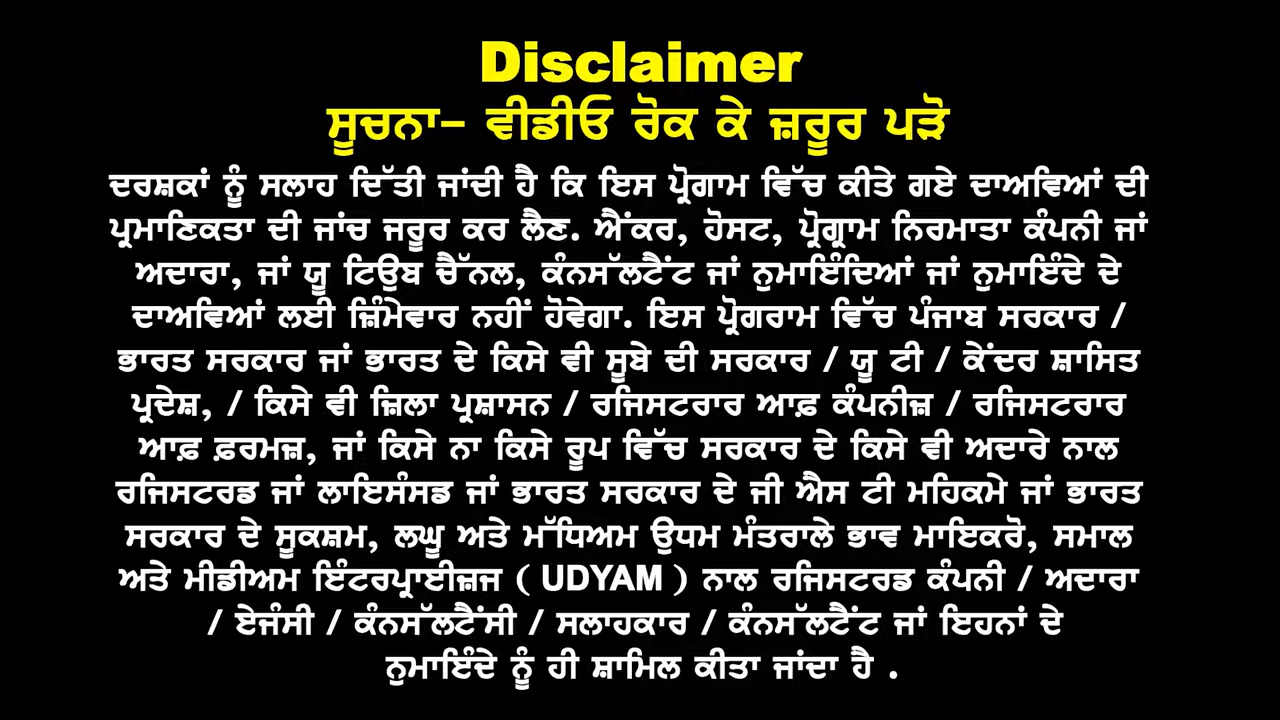 Disclaimer
ਸੂਚਨਾ- ਵੀਡੀਓ ਰੋਕ ਕੇ ਜ਼ਰੂਰ ਪੜੋ
ਦਰਸ਼ਕਾਂ ਨੂੰ ਸਲਾਹ ਦਿੱਤੀ ਜਾਂਦੀ ਹੈ ਕਿ ਇਸ ਪ੍ਰੋਗਾਮ ਵਿੱਚ ਕੀਤੇ ਗਏ ਦਾਅਵਿਆਂ ਦੀ
ਪ੍ਰਮਾਣਿਕਤਾ ਦੀ ਜਾਂਚ ਜਰੂਰ ਕਰ ਲੈਣ. ਐਂਕਰ, ਹੋਸਟ, ਪ੍ਰੋਗ੍ਰਾਮ ਨਿਰਮਾਤਾ ਕੰਪਨੀ ਜਾਂ
ਅਦਾਰਾ, ਜਾਂ ਯੂ ਟਿਊਬ ਚੈੱਨਲ, ਕੰਨਸੱਲਟੈਂਟ ਜਾਂ ਨੁਮਾਇੰਦਿਆਂ ਜਾਂ ਨੁਮਾਇੰਦੇ ਦੇ
ਦਾਅਵਿਆਂ ਲਈ ਜ਼ਿੰਮੇਵਾਰ ਨਹੀਂ ਹੋਵੇਗਾ. ਇਸ ਪ੍ਰੋਗਰਾਮ ਵਿੱਚ ਪੰਜਾਬ ਸਰਕਾਰ /
ਭਾਰਤ ਸਰਕਾਰ ਜਾਂ ਭਾਰਤ ਦੇ ਕਿਸੇ ਵੀ ਸੂਬੇ ਦੀ ਸਰਕਾਰ / ਯੂ ਟੀ / ਕੇਂਦਰ ਸ਼ਾਸਿਤ
ਪ੍ਰਦੇਸ਼, / ਕਿਸੇ ਵੀ ਜ਼ਿਲਾ ਪ੍ਰਸ਼ਾਸਨ / ਰਜਿਸਟਰਾਰ ਆਫ਼ ਕੰਪਨੀਜ਼ / ਰਜਿਸਟਰਾਰ
ਆਫ਼ ਫ਼ਰਮਜ਼, ਜਾਂ ਕਿਸੇ ਨਾ ਕਿਸੇ ਰੂਪ ਵਿੱਚ ਸਰਕਾਰ ਦੇ ਕਿਸੇ ਵੀ ਅਦਾਰੇ ਨਾਲ
ਰਜਿਸਟਰਡ ਜਾਂ ਲਾਇਸੰਸਡ ਜਾਂ ਭਾਰਤ ਸਰਕਾਰ ਦੇ ਜੀ ਐਸ ਟੀ ਮਹਿਕਮੇ ਜਾਂ ਭਾਰਤ
ਸਰਕਾਰ ਦੇ ਸੂਕਸ਼ਮ, ਲਘੂ ਅਤੇ ਮੱਧਿਅਮ ਉਧਮ ਮੰਤਰਾਲੇ ਭਾਵ ਮਾਇਕਰੋ, ਸਮਾਲ
ਅਤੇ ਮੀਡੀਅਮ ਇੰਟਰਪ੍ਰਾਈਜ਼ਜ ( UDYAM ) ਨਾਲ ਰਜਿਸਟਰਡ ਕੰਪਨੀ / ਅਦਾਰਾ
/ ਏਜੰਸੀ / ਕੰਨਸੱਲਟੈਂਸੀ / ਸਲਾਹਕਾਰ / ਕੰਨਸੱਲਟੈਂਟ ਜਾਂ ਇਹਨਾਂ ਦੇ
ਨੁਮਾਇੰਦੇ ਨੂੰ ਹੀ ਸ਼ਾਮਿਲ ਕੀਤਾ ਜਾਂਦਾ ਹੈ .